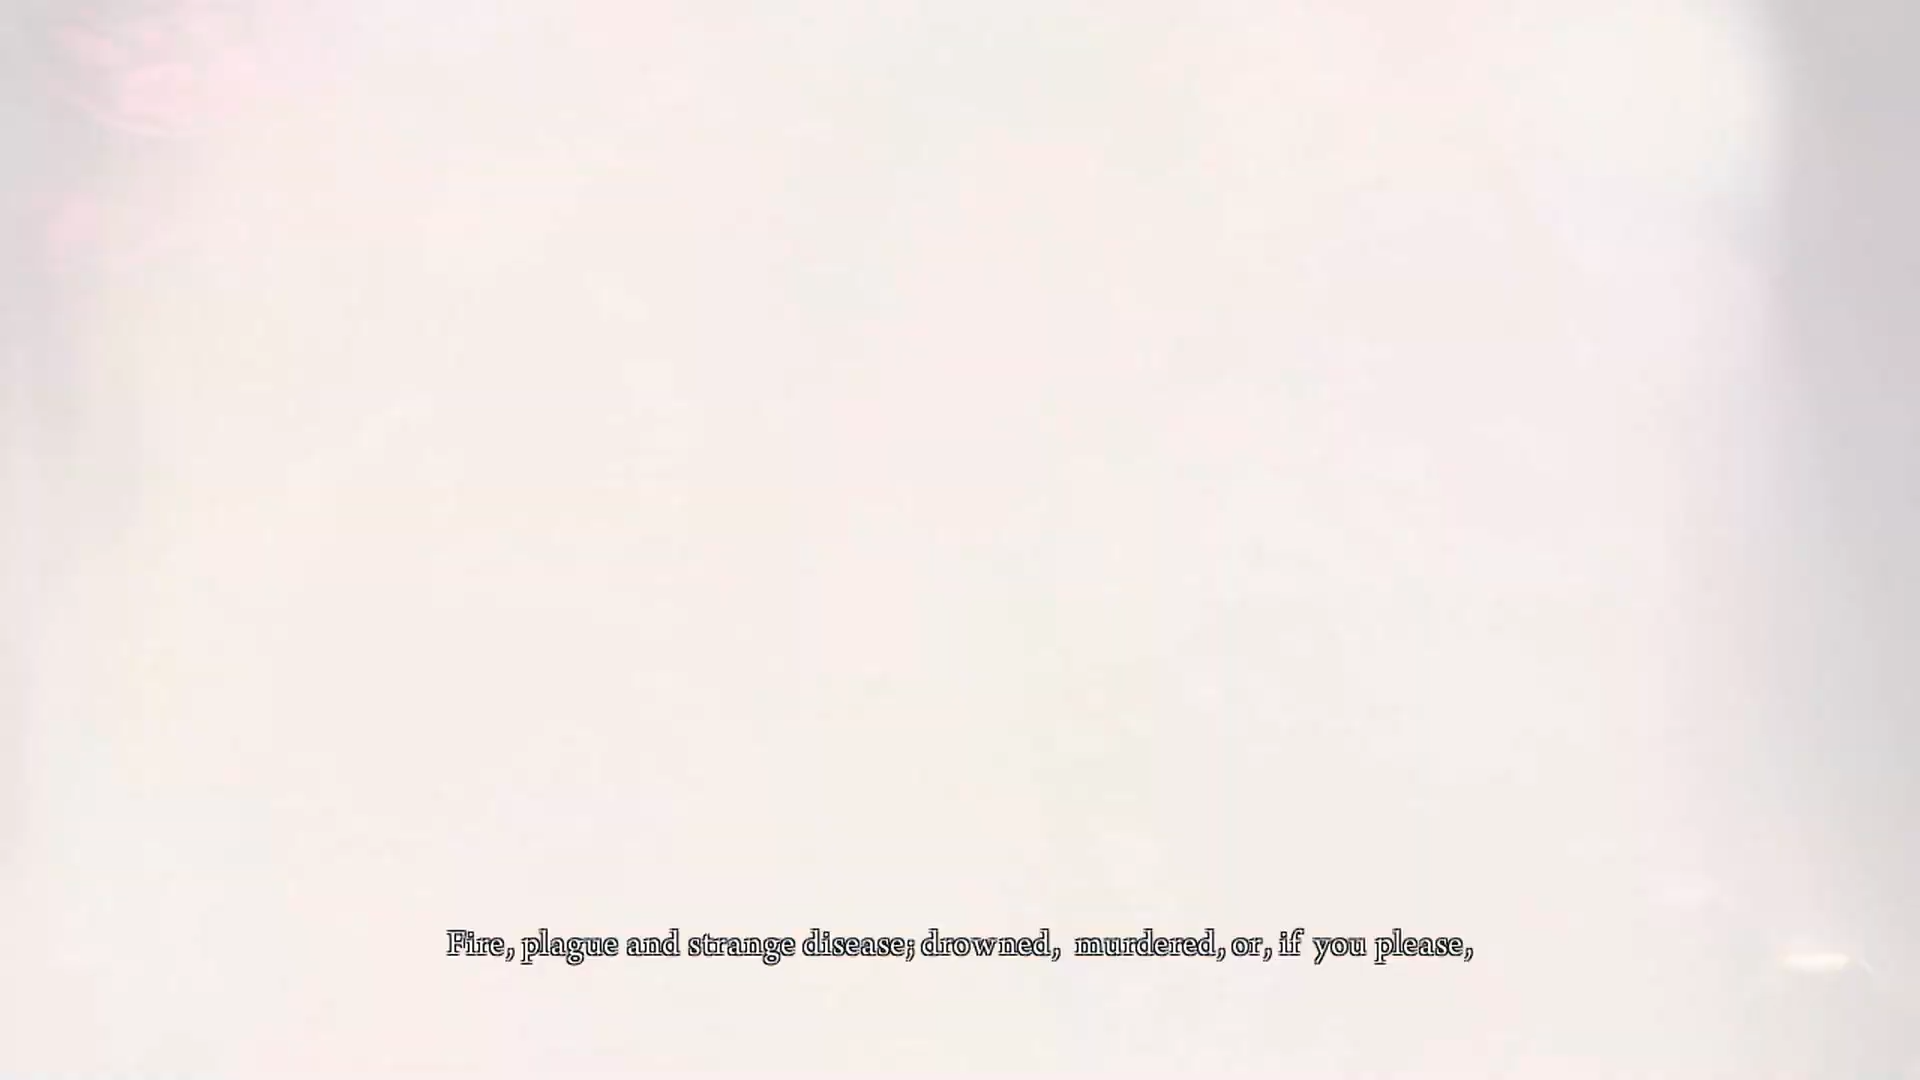 Fire, plague and strange disease; drowned, murdered, or, if you please,